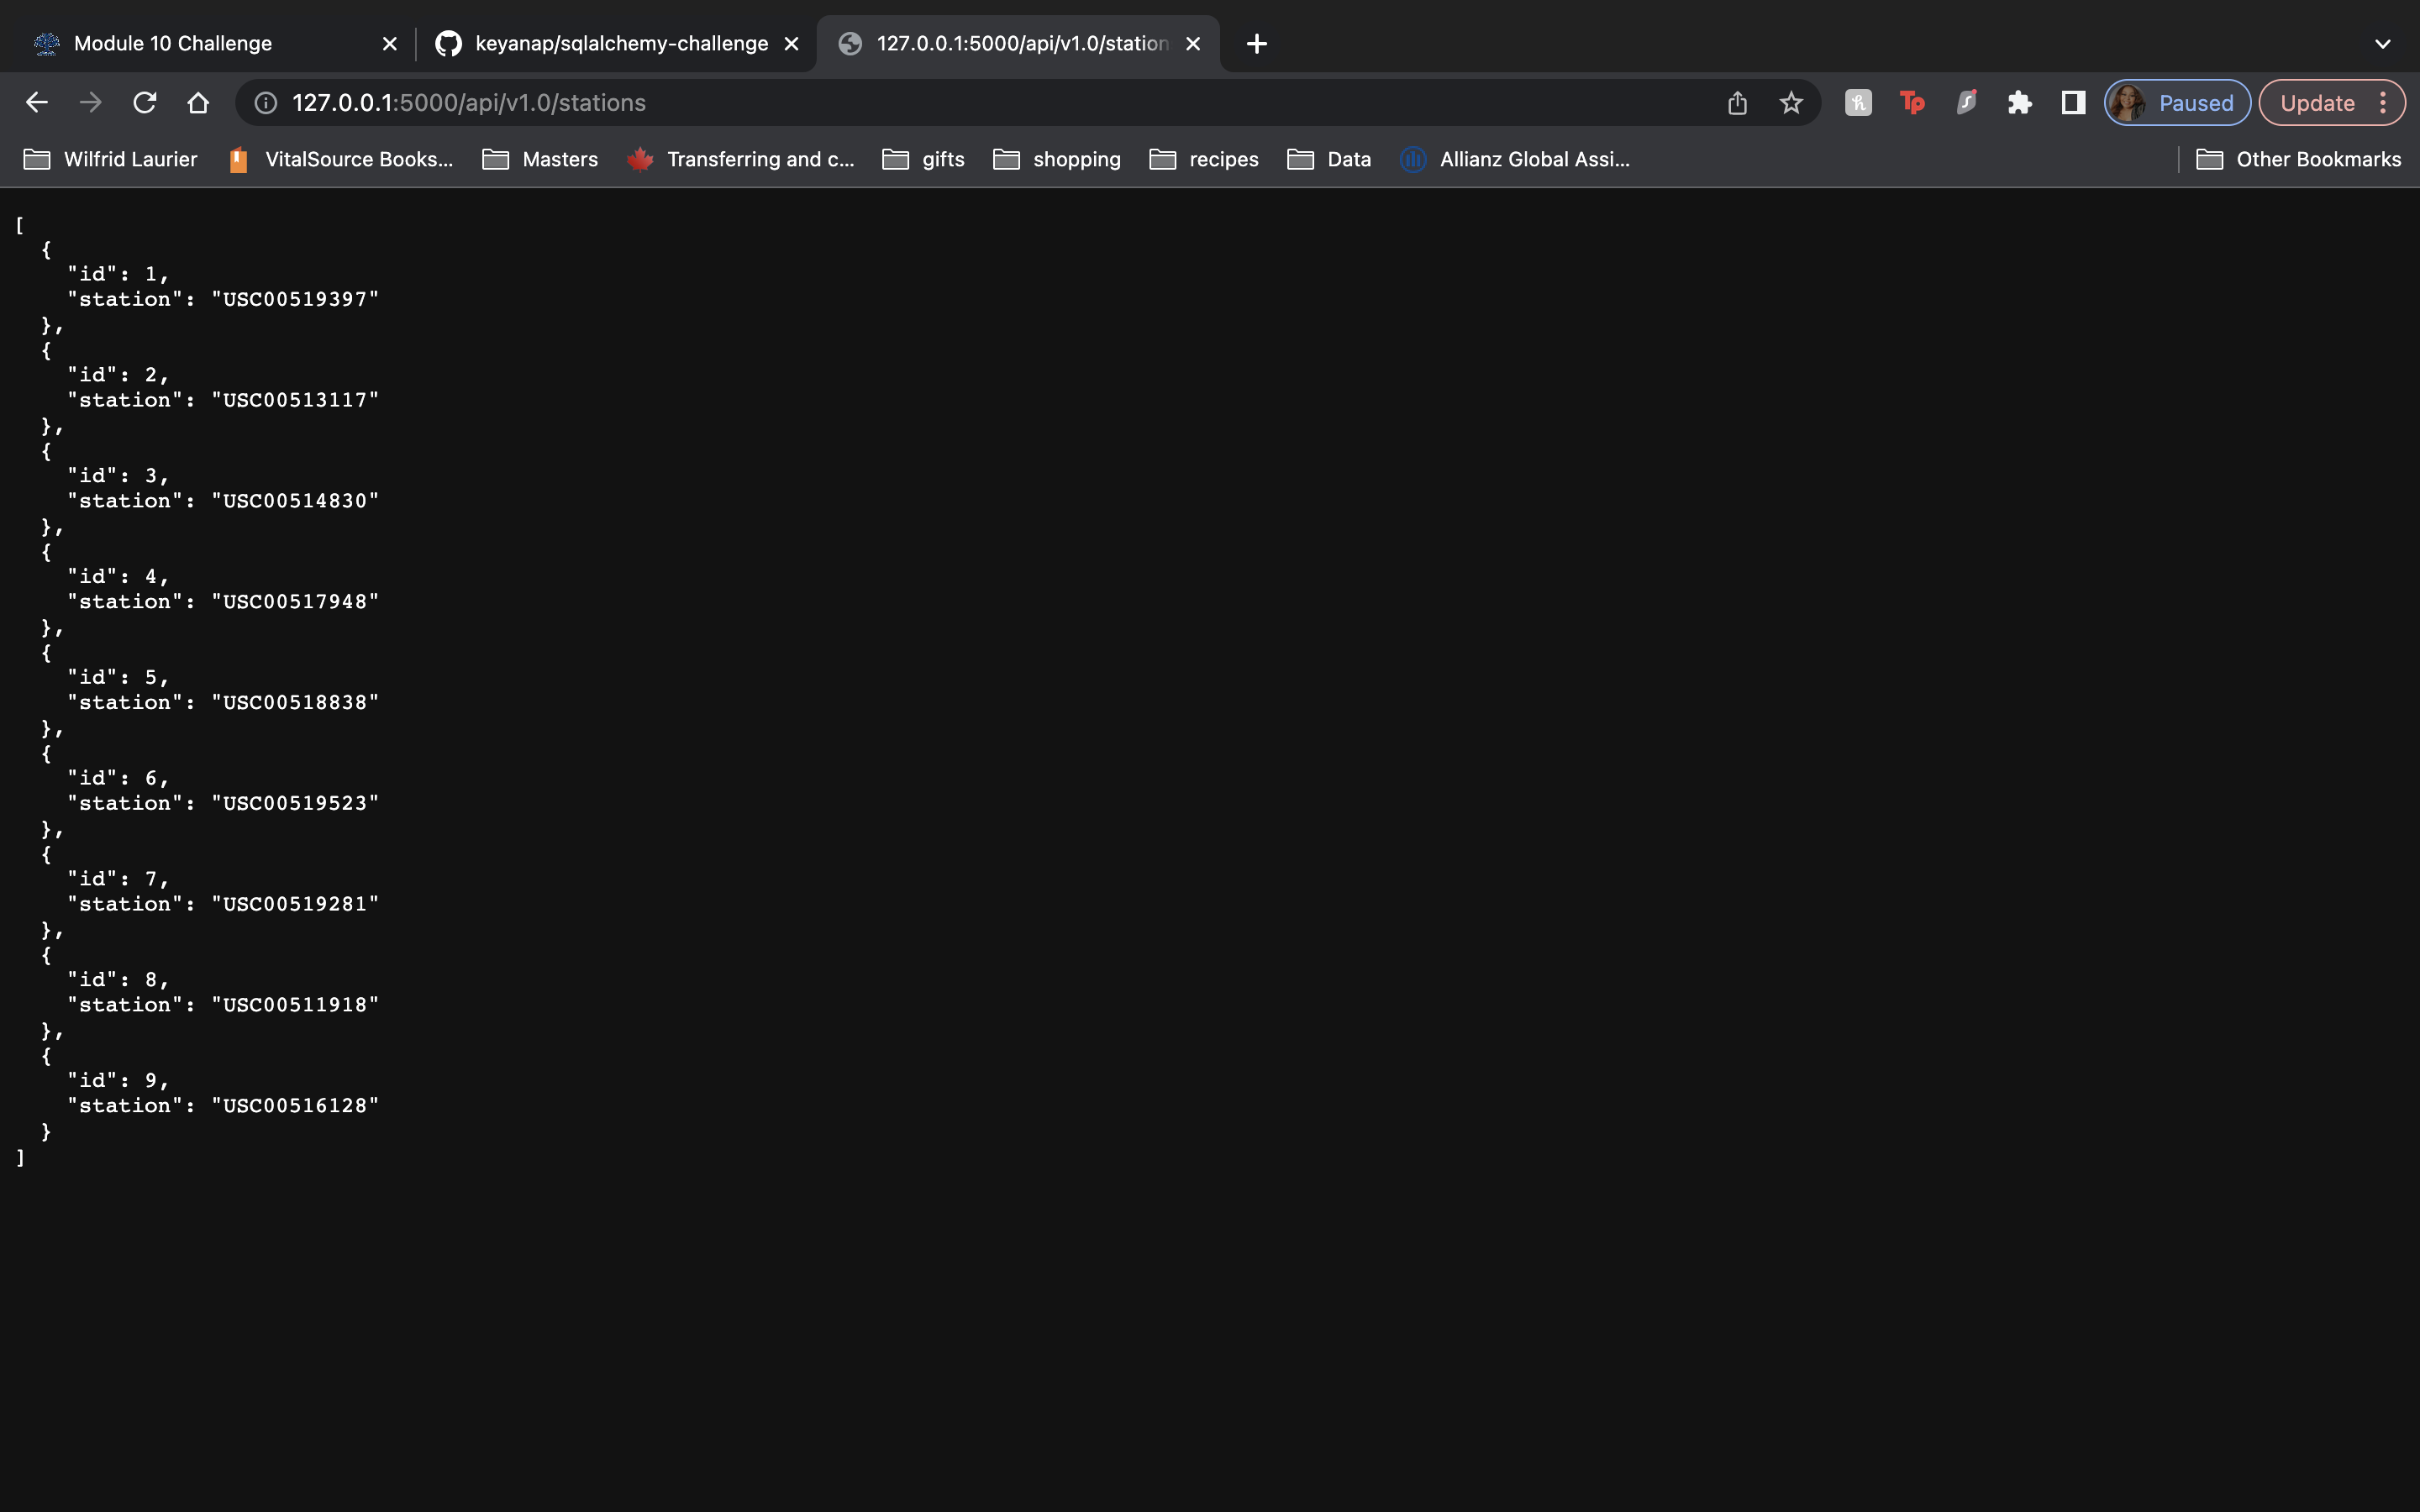 Module 10 Challenge
keyanap/sqlalchemy-challenge
127.0.0.1:5000/api/v1.0/station
127.0.0.1:5000/api/v1.0/stations
Tp
Paused
Update
Wilfrid Laurier
VitalSource Books...
Masters
Transferring and c...
gifts
shopping
recipes
Data
Allianz Global Assi...
Other Bookmarks
[
{
"id": 1,
"station": "USC00519397"
},
{
"id": 2,
"station": "USC00513117"
},
{
"id": 3,
"station": "USC00514830"
},
{
"id": 4,
"station": "USC00517948"
},
{
"id": 5,
"station": "USC00518838"
},
{
"id": 6,
"station": "USC00519523"
},
{
"id": 7,
"station": "USC00519281"
},
{
"id": 8,
"station": "USC00511918"
},
{
"id": 9,
"station": "USC00516128"
}
]